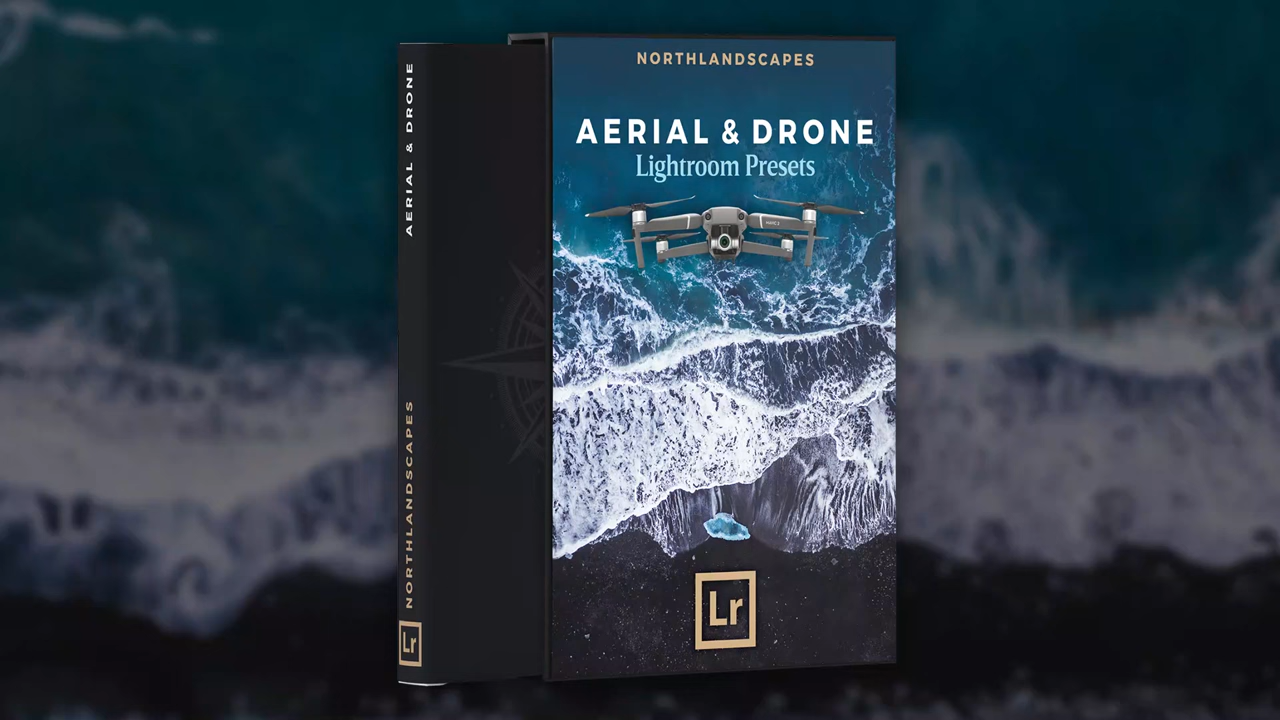 AERIAL & DRONE
NORTHLANDSCAPES
Lr
NORTHLANDSCAPES
AERIAL & DRONE
Lightroom Presets
Lr